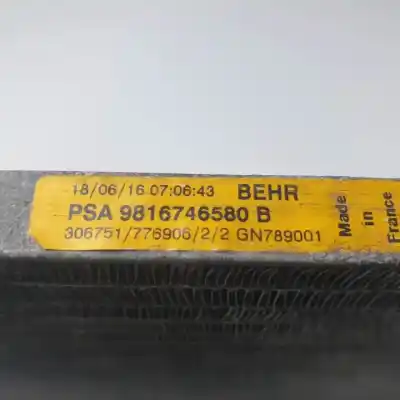 18/06/16 07:06:43 BEHR
PSA 9816746580 B
306751/776906/2/2 GN789001
Made
in
France